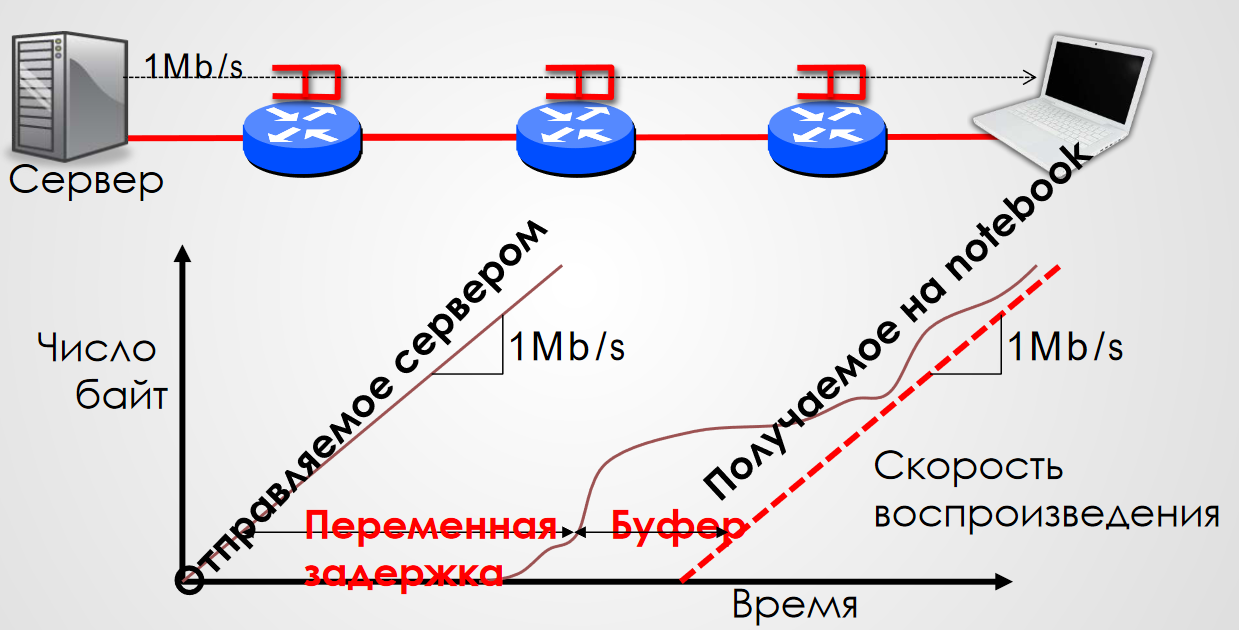 1Mb/s
Сервер
Отправляемое сервером
Получаемое на notebook
Число
байт
1Mb/s
1Mb/s
Скорость
воспроизведения
Переменная
задержка
Буфер
Время